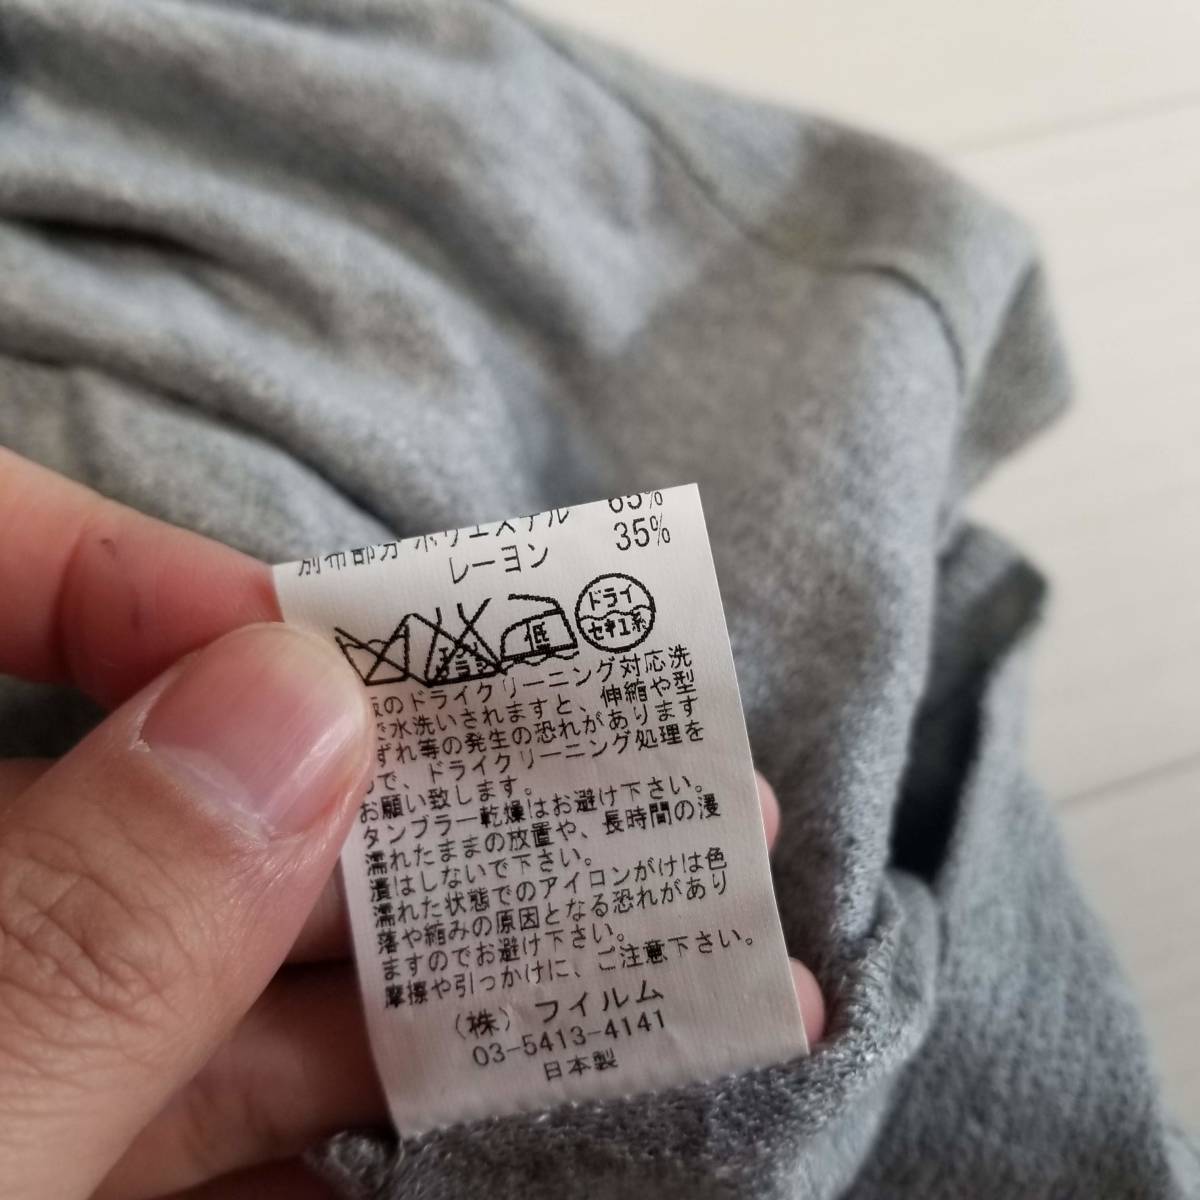 別布部分 ポリエステル 65%
レーヨン 35%
エンソサラシ
低
ドライ
セキユ系
販のドライクリーニング対応洗
で水洗いされますと、伸縮や型
ずれ等の発生の恐れがあります
ので、ドライクリーニング処理を
お願い致します。
タンブラー乾燥はお避け下さい。
濡れたままの放置や、長時間の浸
漬はしないで下さい。
濡れた状態でのアイロンがけは色
落や縮みの原因となる恐れがあり
ますのでお避け下さい。
摩擦や引っかけに、ご注意下さい。
（株）フィルム
03-5413-4141
日本製